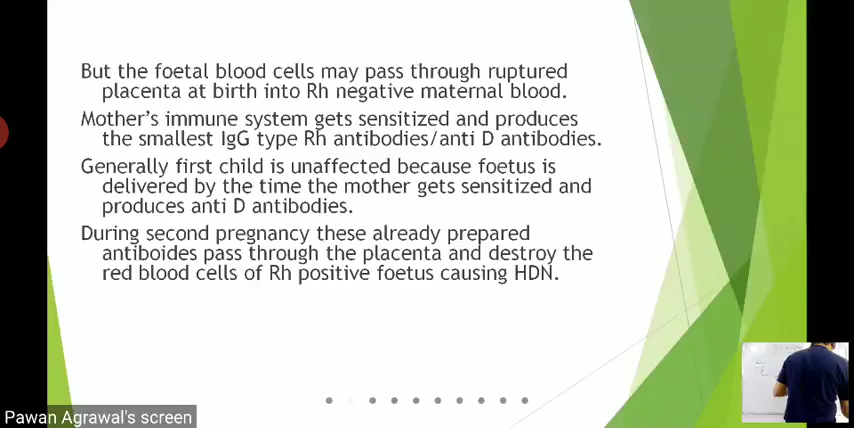 But the foetal blood cells may pass through ruptured
placenta at birth into Rh negative maternal blood.
Mother's immune system gets sensitized and produces
the smallest IgG type Rh antibodies/anti D antibodies.
Generally first child is unaffected because foetus is
delivered by the time the mother gets sensitized and
produces anti D antibodies.
During second pregnancy these already prepared
antiboides pass through the placenta and destroy the
red blood cells of Rh positive foetus causing HDN.
Pawan Agrawal's screen